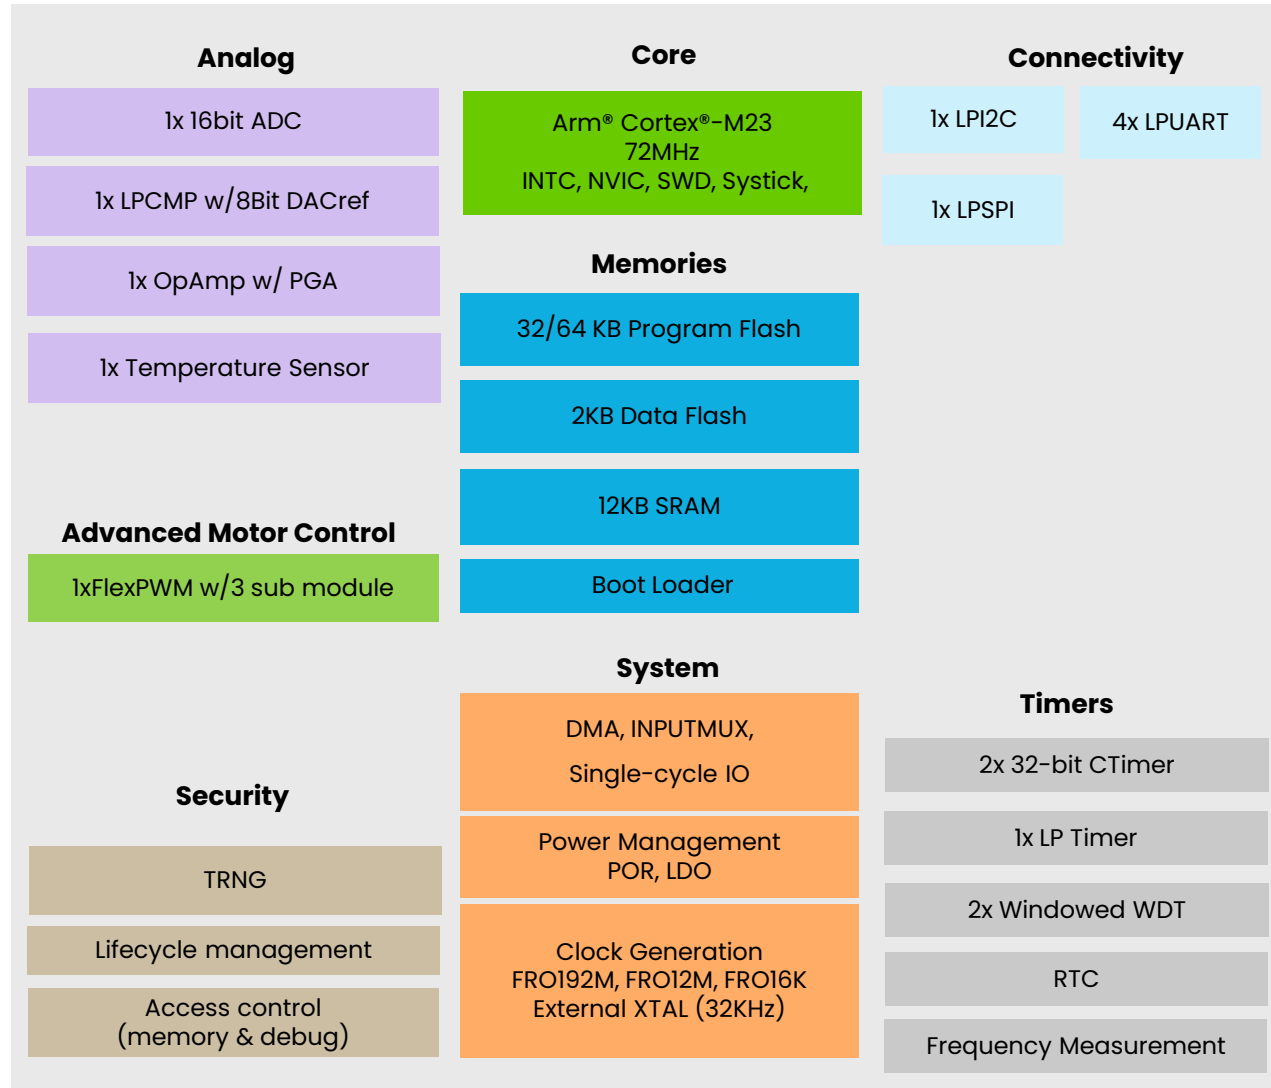 Analog
1x 16bit ADC
1x LPCMP w/8Bit DACref
1x OpAmp w/ PGA
1x Temperature Sensor
Advanced Motor Control
1xFlexPWM w/3 sub module
Security
TRNG
Lifecycle management
Access control
(memory & debug)
Core
Arm® Cortex®-M23
72MHz
INTC, NVIC, SWD, Systick,
Memories
32/64 KB Program Flash
2KB Data Flash
12KB SRAM
Boot Loader
System
DMA, INPUTMUX,
Single-cycle IO
Power Management
POR, LDO
Clock Generation
FRO192M, FRO12M, FRO16K
External XTAL (32KHz)
Connectivity
1x LPI2C
4x LPUART
1x LPSPI
Timers
2x 32-bit CTimer
1x LP Timer
2x Windowed WDT
RTC
Frequency Measurement